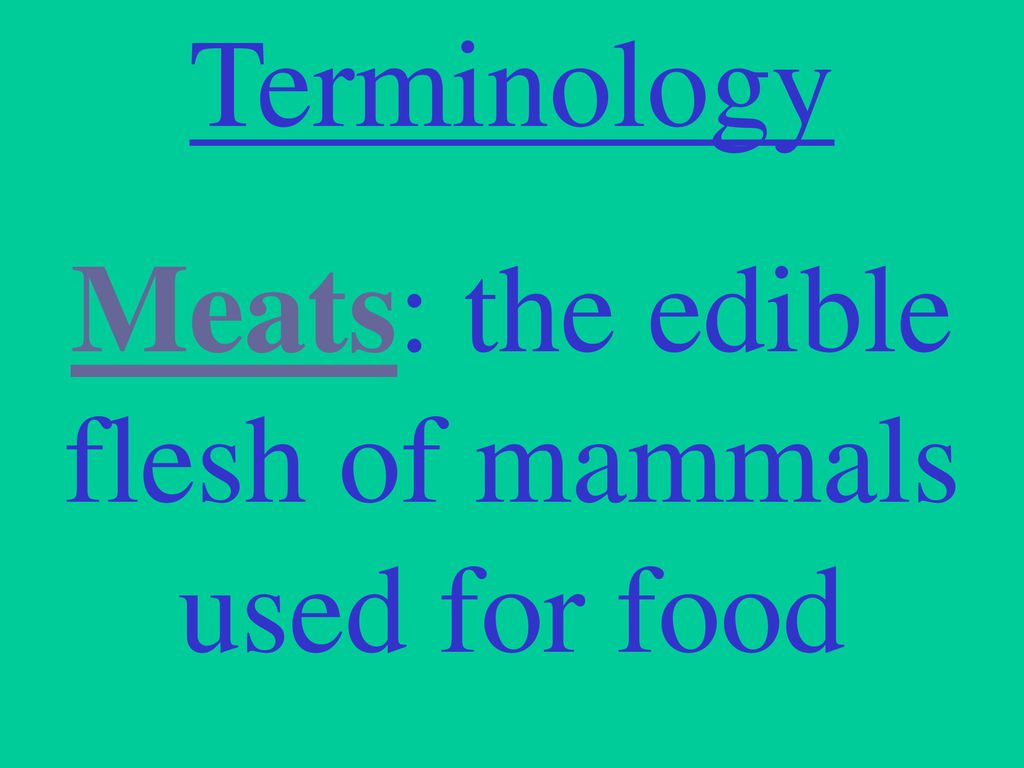 Terminology
Meats: the edible
flesh of mammals
used for food